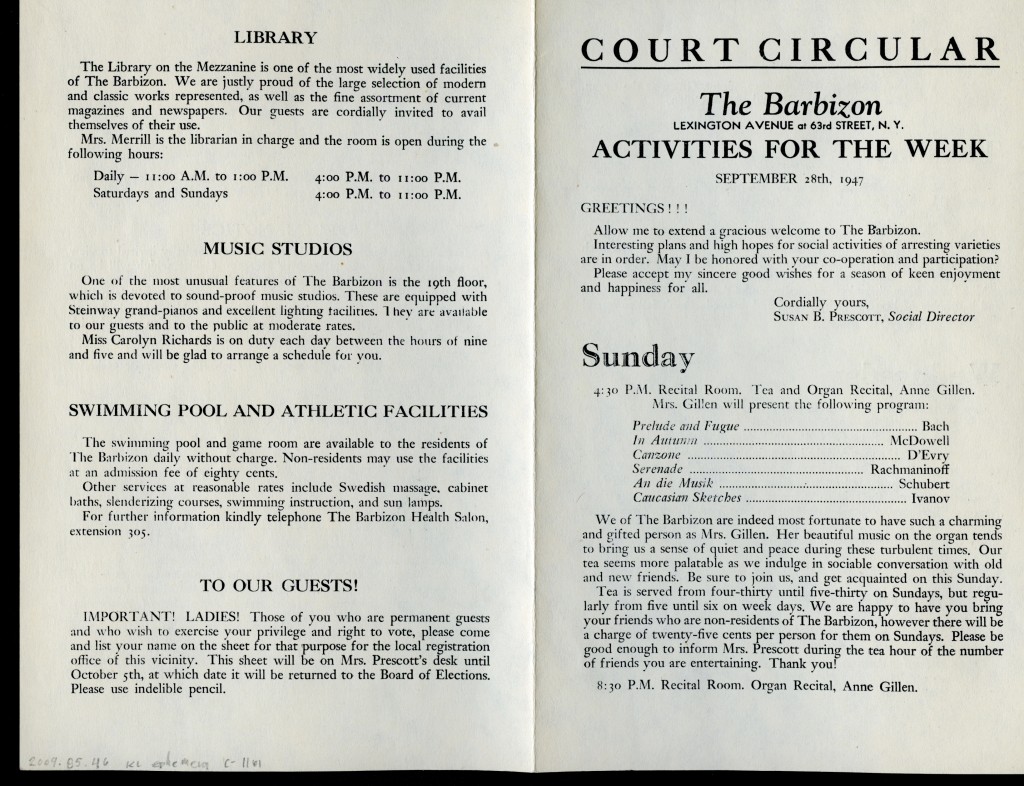 LIBRARY
The Library on the Mezzanine is one of the most widely used facilities
of The Barbizon. We are justly proud of the large selection of modern
and classic works represented, as well as the fine assortment of current
magazines and newspapers. Our guests are cordially invited to avail
themselves of their use.
Mrs. Merrill is the librarian in charge and the room is open during the
following hours:
Daily — 11:00 A.M. to 1:00 P.M. 4:00 P.M. to 11:00 P.M.
Saturdays and Sundays 4:00 P.M. to 11:00 P.M.
MUSIC STUDIOS
One of the most unusual features of The Barbizon is the 19th floor,
which is devoted to sound-proof music studios. These are equipped with
Steinway grand-pianos and excellent lighting facilities. They are available
to our guests and to the public at moderate rates.
Miss Carolyn Richards is on duty each day between the hours of nine
and five and will be glad to arrange a schedule for you.
SWIMMING POOL AND ATHLETIC FACILITIES
The swimming pool and game room are available to the residents of
The Barbizon daily without charge. Non-residents may use the facilities
at an admission fee of eighty cents.
Other services at reasonable rates include Swedish massage, cabinet
baths, slenderizing courses, swimming instruction, and sun lamps.
For further information kindly telephone The Barbizon Health Salon,
extension 305.
TO OUR GUESTS!
IMPORTANT! LADIES! Those of you who are permanent guests
and who wish to exercise your privilege and right to vote, please come
and list your name on the sheet for that purpose for the local registration
office of this vicinity. This sheet will be on Mrs. Prescott's desk until
October 5th, at which date it will be returned to the Board of Elections.
Please use indelible pencil.
2009.85.46
COURT CIRCULAR
The Barbizon
LEXINGTON AVENUE at 63rd STREET, N. Y.
ACTIVITIES FOR THE WEEK
SEPTEMBER 28th, 1947
GREETINGS ! ! !
Allow me to extend a gracious welcome to The Barbizon.
Interesting plans and high hopes for social activities of arresting varieties
are in order. May I be honored with your co-operation and participation?
Please accept my sincere good wishes for a season of keen enjoyment
and happiness for all.
Cordially yours,
SUSAN B. PRESCOTT, Social Director
Sunday
4:30 P.M. Recital Room. Tea and Organ Recital, Anne Gillen.
Mrs. Gillen will present the following program:
Prelude and Fugue ........ Bach
In Autumn ........ McDowell
Canzone ........ D'Evry
Serenade ........ Rachmaninoff
An die Musik ........ Schubert
Caucasian Sketches ........ Ivanov
We of The Barbizon are indeed most fortunate to have such a charming
and gifted person as Mrs. Gillen. Her beautiful music on the organ tends
to bring us a sense of quiet and peace during these turbulent times. Our
tea seems more palatable as we indulge in sociable conversation with old
and new friends. Be sure to join us, and get acquainted on this Sunday.
Tea is served from four-thirty until five-thirty on Sundays, but regu-
larly from five until six on week days. We are happy to have you bring
your friends who are non-residents of The Barbizon, however there will be
a charge of twenty-five cents per person for them on Sundays. Please be
good enough to inform Mrs. Prescott during the tea hour of the number
of friends you are entertaining. Thank you!
8:30 P.M. Recital Room. Organ Recital, Anne Gillen.